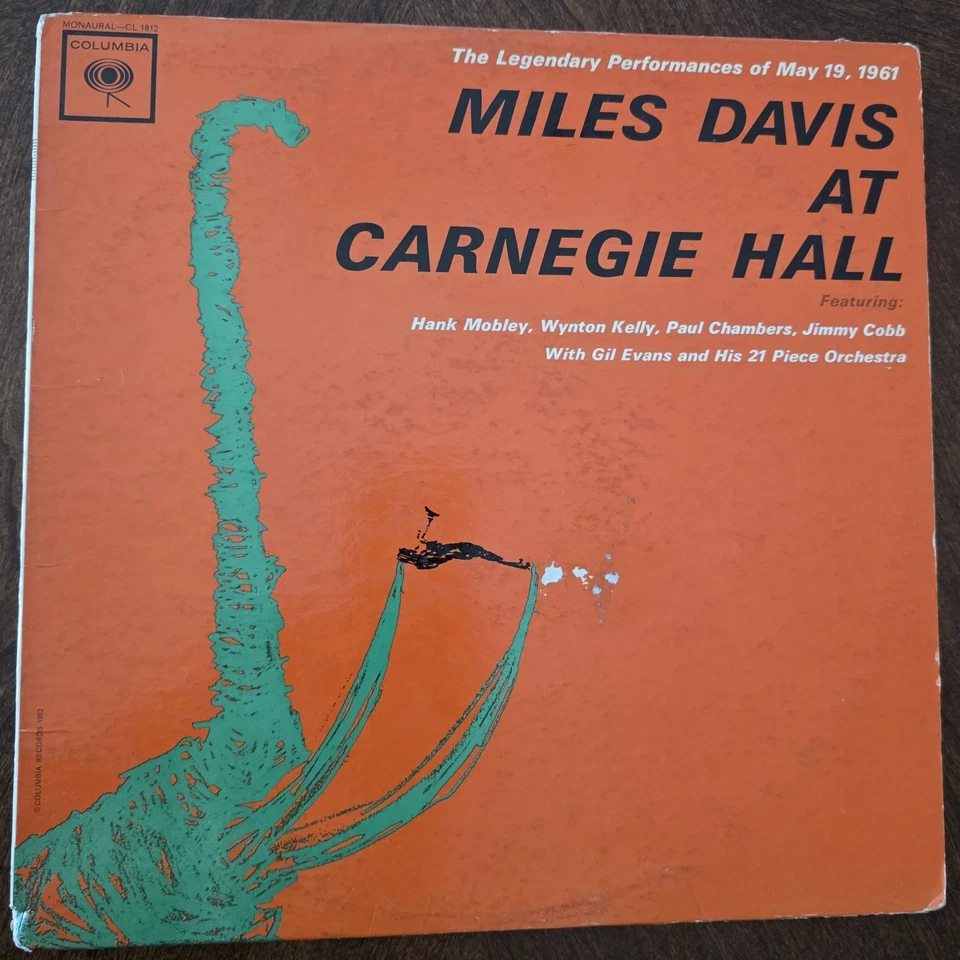 MONAURAL—CL 1812
COLUMBIA
The Legendary Performances of May 19, 1961
MILES DAVIS
AT
CARNEGIE HALL
Featuring:
Hank Mobley, Wynton Kelly, Paul Chambers, Jimmy Cobb
With Gil Evans and His 21 Piece Orchestra
© COLUMBIA RECORDS 1962